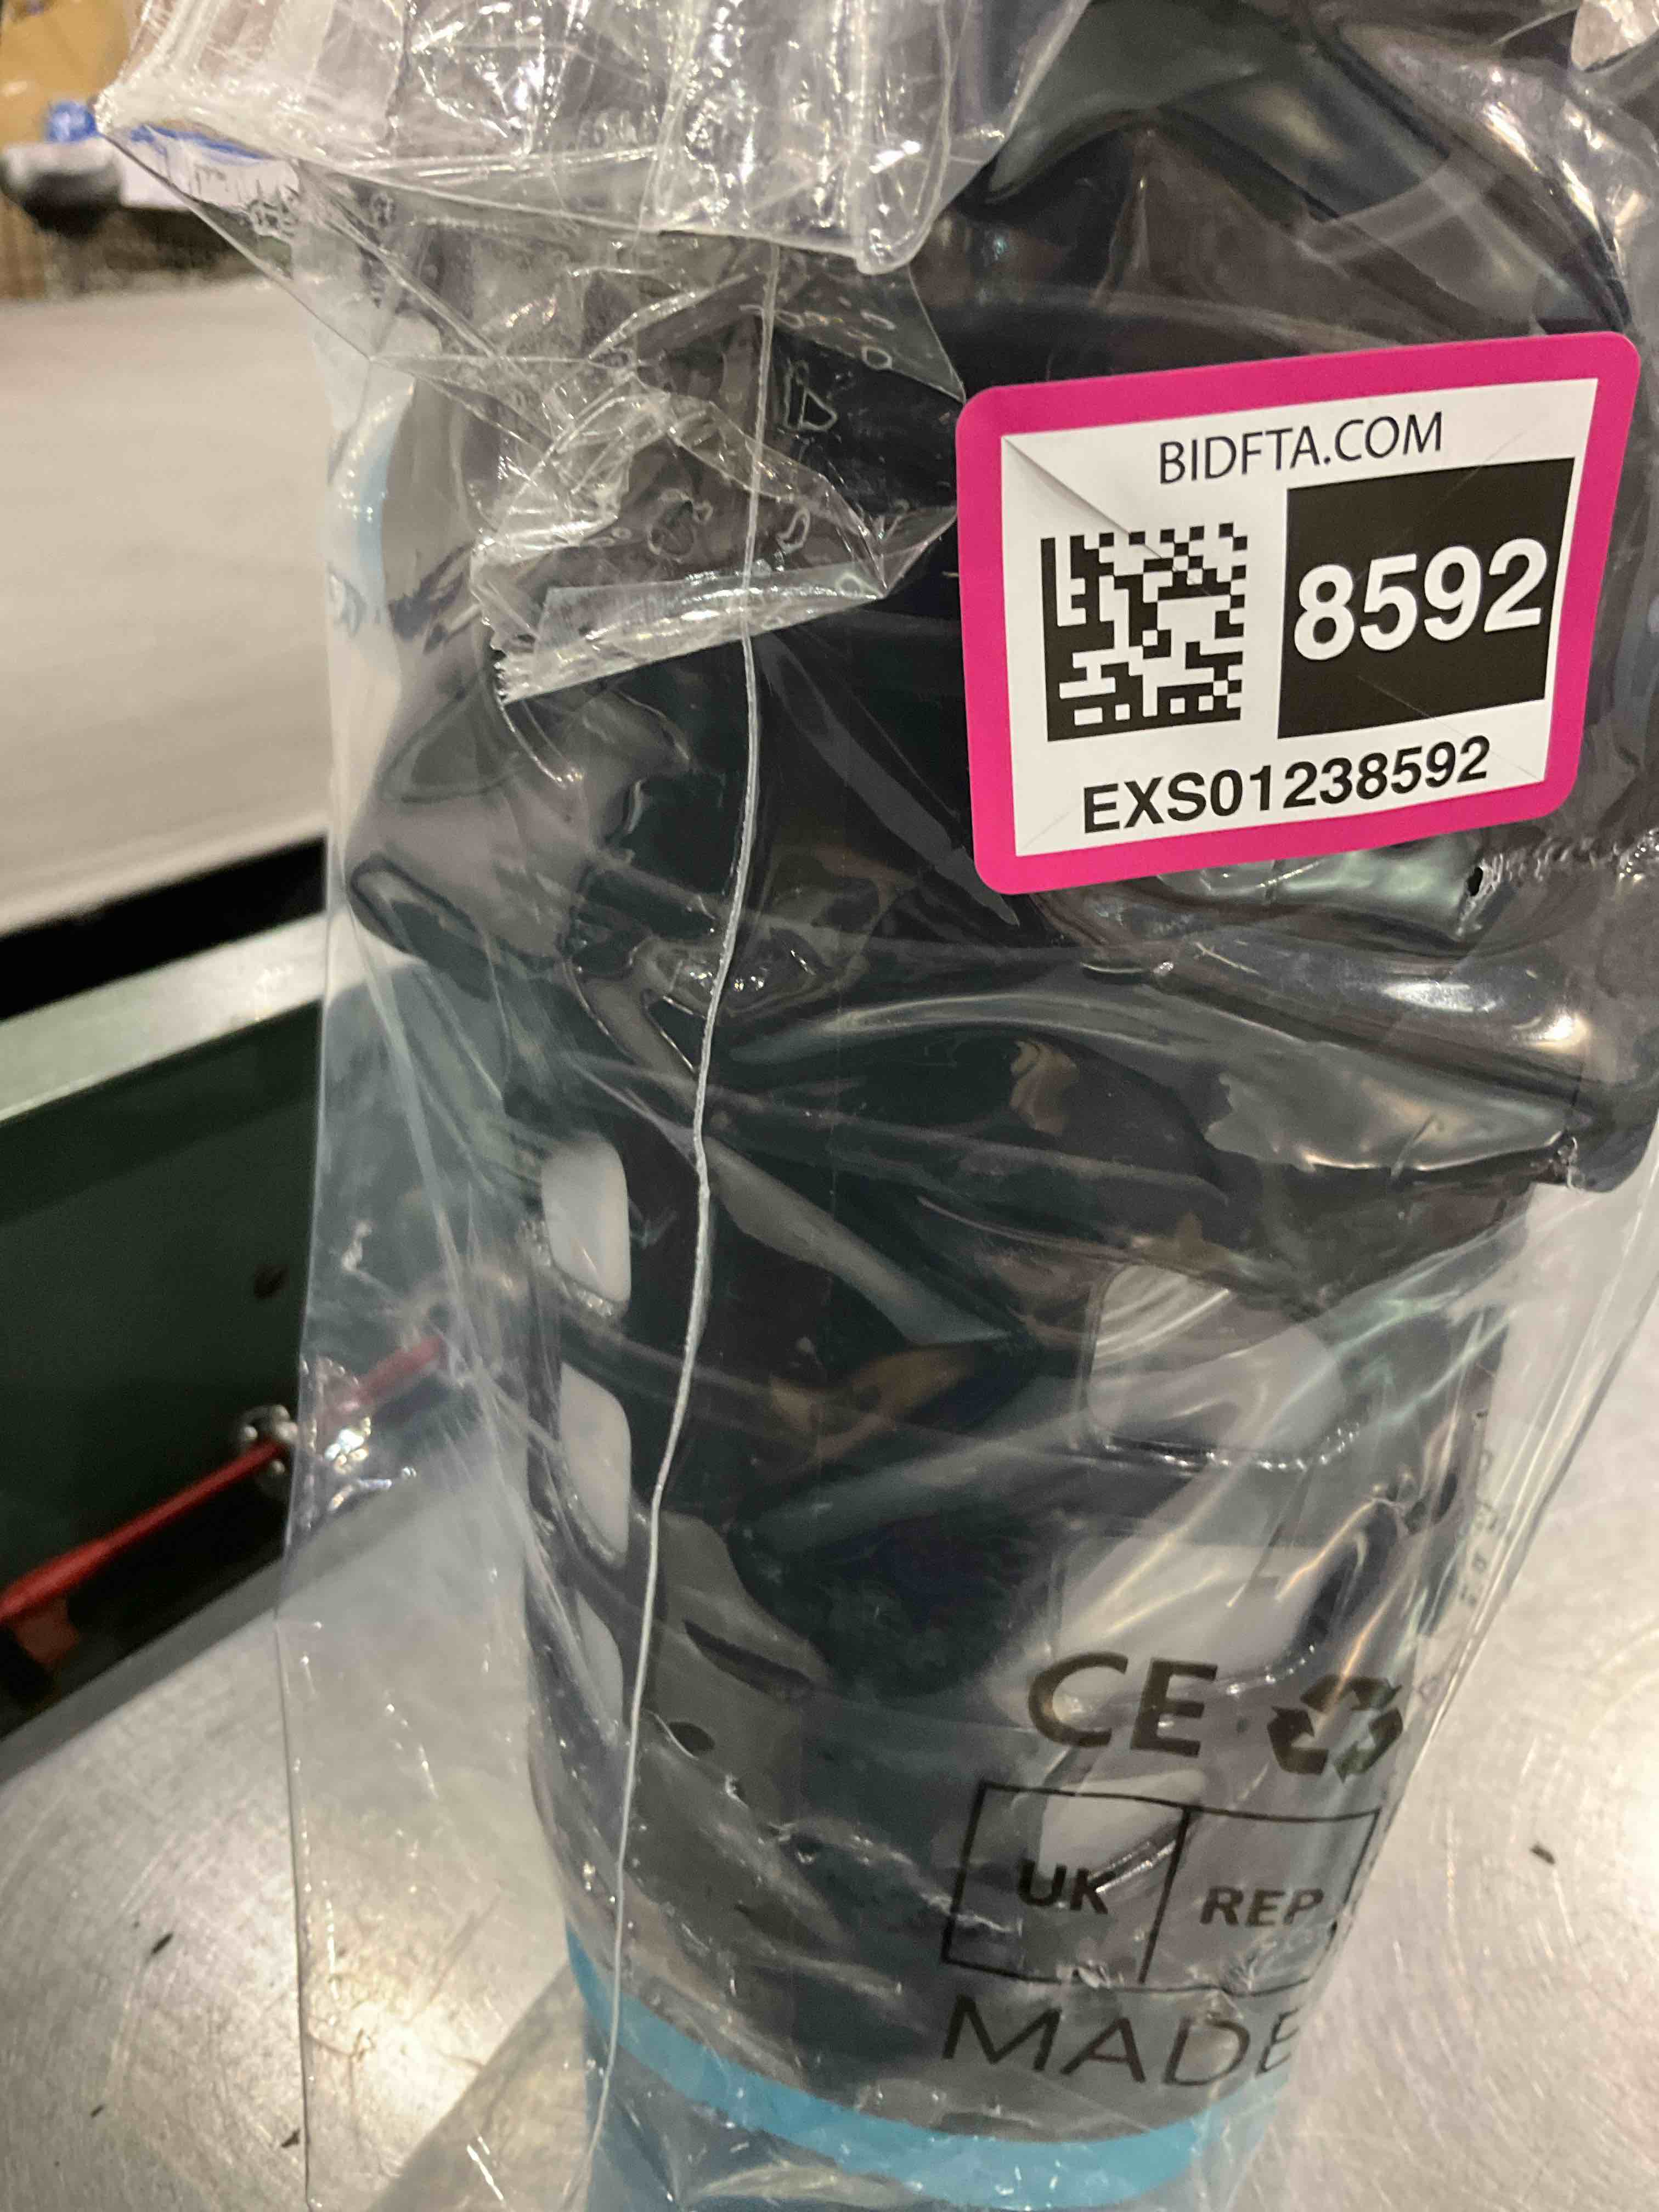 BIDFTA.COM
8592
EXS01238592
CE
UK REP
MADE